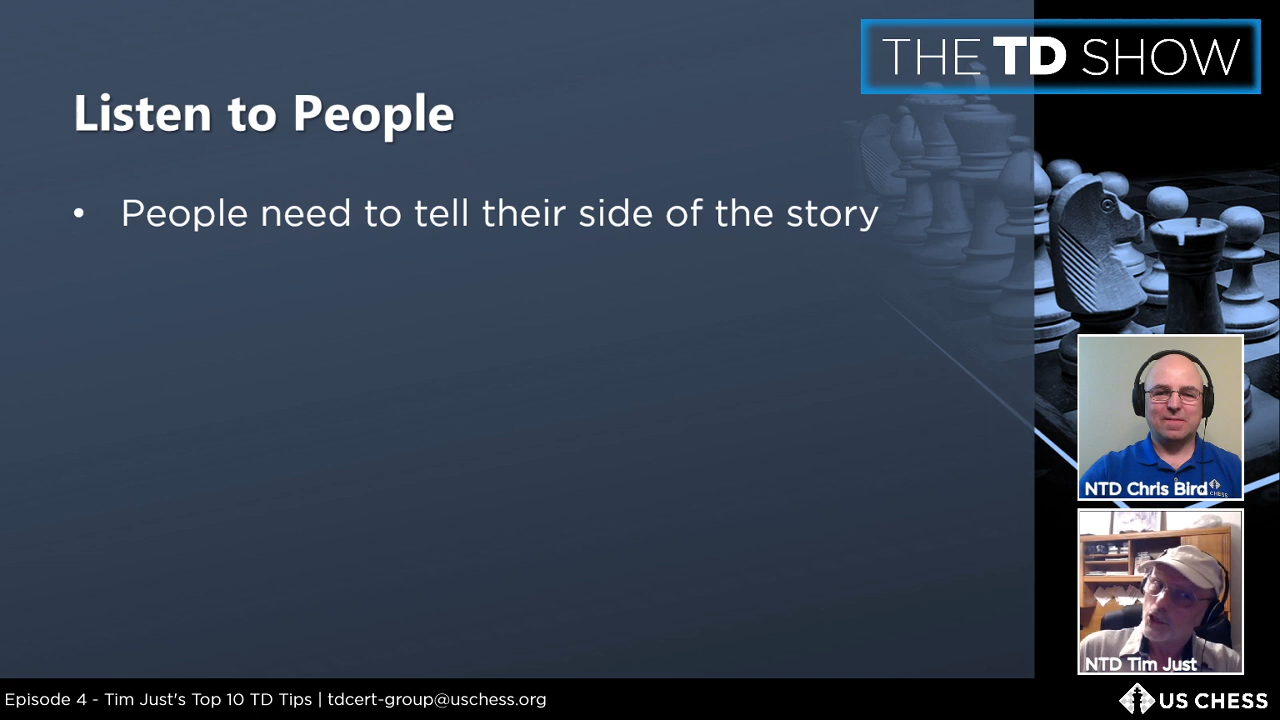 THE TD SHOW
Listen to People
• People need to tell their side of the story
NTD Chris Bird
CHESS
NTD Tim Just
Episode 4 - Tim Just's Top 10 TD Tips | tdcert-group@uschess.org
US CHESS